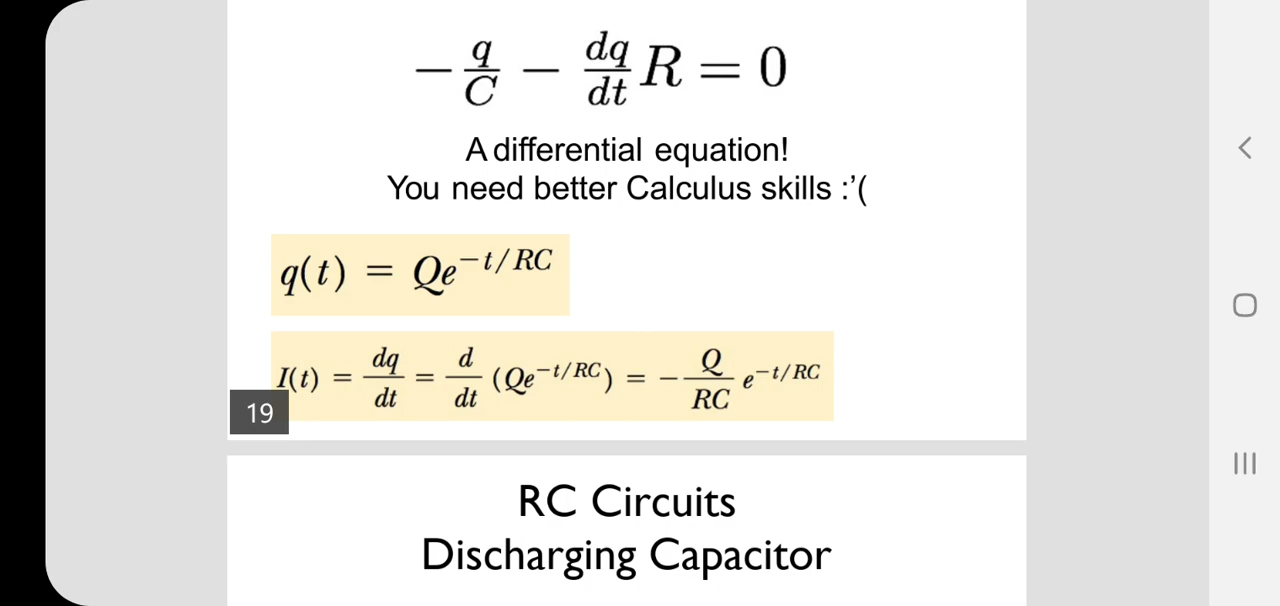 −q/C − dq/dt R = 0
A differential equation!
You need better Calculus skills :’(
q(t) = Qe^−t/RC
I(t) = dq/dt = d/dt (Qe^−t/RC) = −Q/RC e^−t/RC
19
RC Circuits
Discharging Capacitor